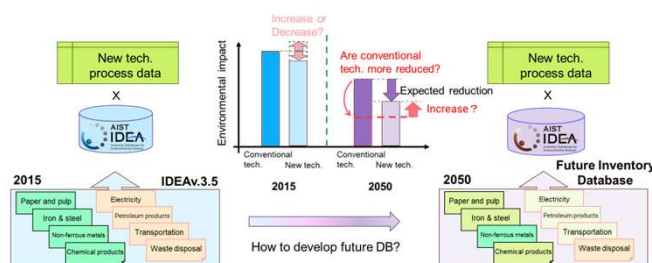 New tech.
process data
X
AIST
IDEA
2015
IDEAv.3.5
Paper and pulp
Iron & steel
Non-ferrous metals
Chemical products
Electricity
Petroleum products
Transportation
Waste disposal
Increase or
Decrease?
Environmental impact
Are conventional
tech. more reduced?
Expected reduction
Increase ?
Conventional
tech.
New tech.
Conventional
tech.
New tech.
2015
2050
How to develop future DB?
New tech.
process data
X
AIST
IDEA
2050
Future Inventory
Database
Paper and pulp
Iron & steel
Non-ferrous metals
Chemical products
Electricity
Petroleum products
Transportation
Waste disposal